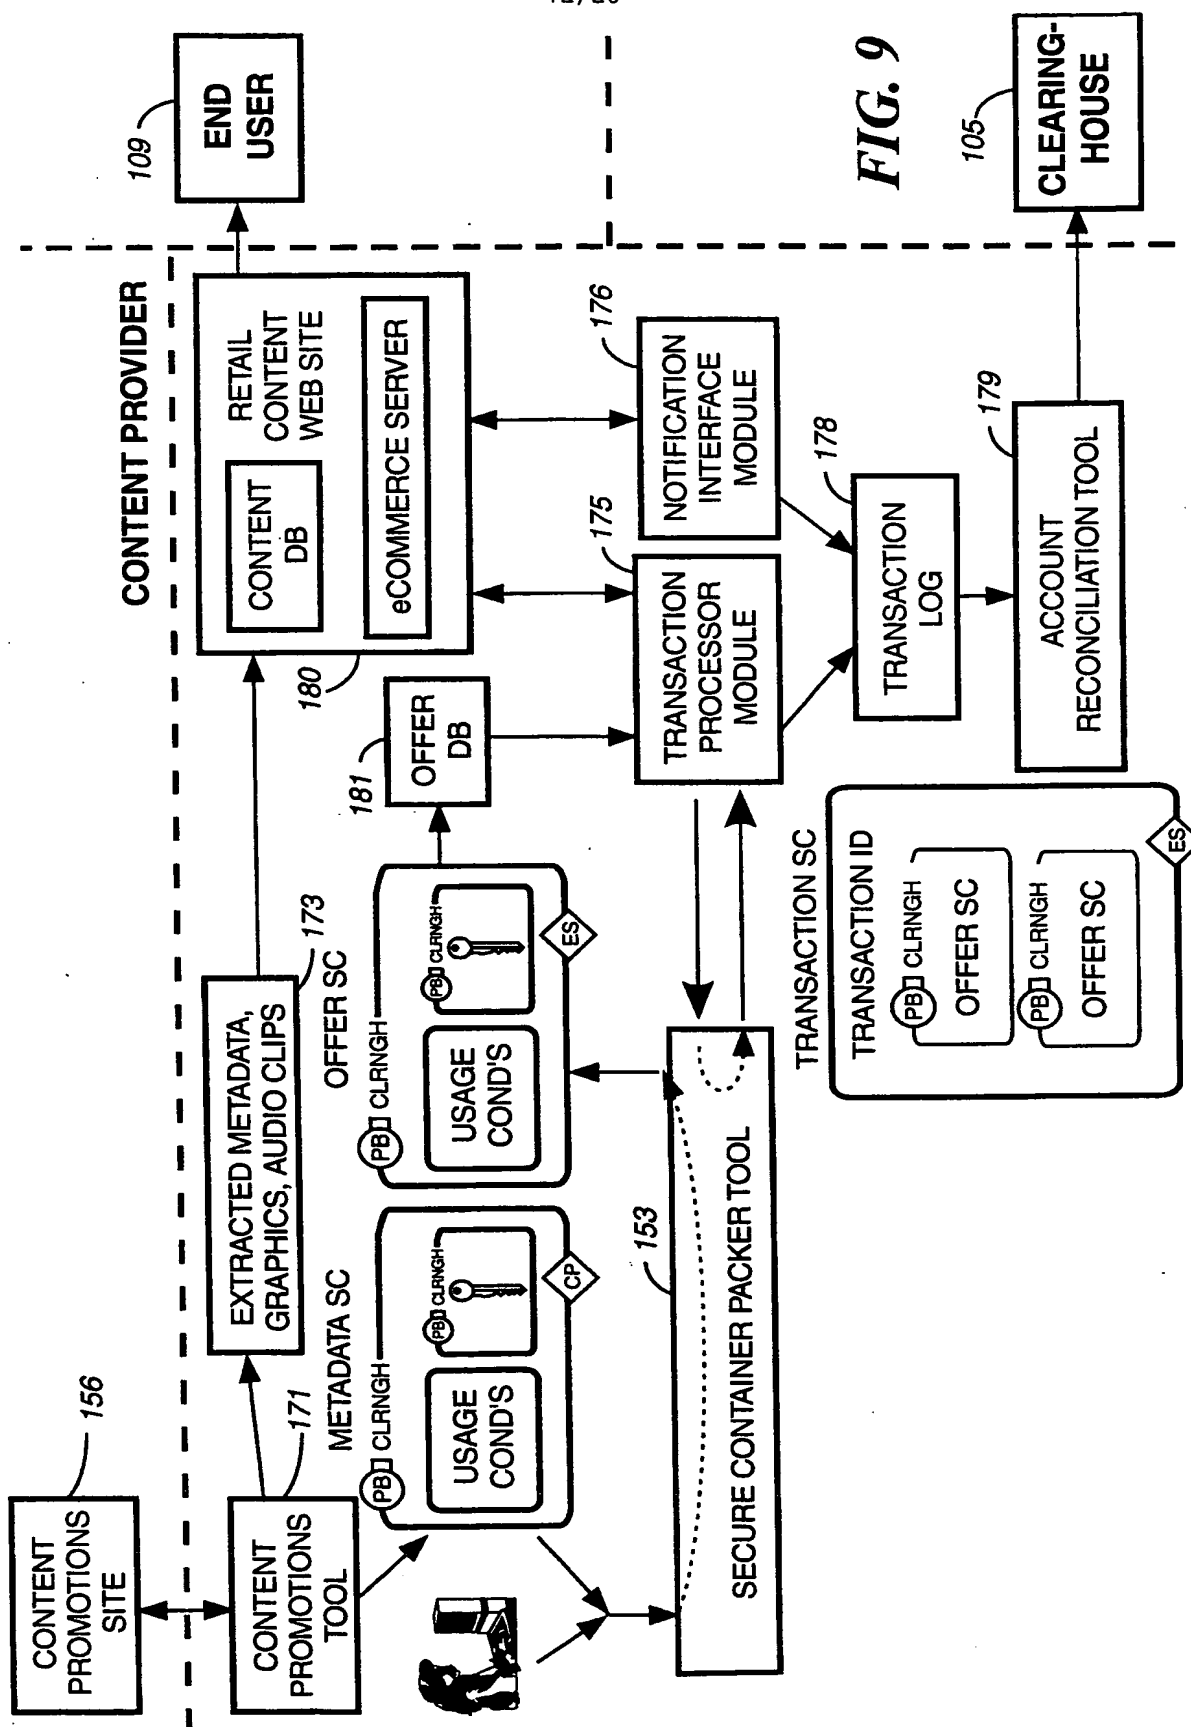 CONTENT PROVIDER
CONTENT
PROMOTIONS
SITE
156
CONTENT
PROMOTIONS
TOOL
171
EXTRACTED METADATA,
GRAPHICS, AUDIO CLIPS
173
RETAIL
CONTENT
WEB SITE
CONTENT
DB
eCOMMERCE SERVER
180
END
USER
109
METADATA SC
PB CLRNGH
USAGE
COND'S
PB CLRNGH
CP
OFFER SC
PB CLRNGH
USAGE
COND'S
PB CLRNGH
ES
OFFER
DB
181
SECURE CONTAINER PACKER TOOL
153
TRANSACTION
PROCESSOR
MODULE
175
NOTIFICATION
INTERFACE
MODULE
176
TRANSACTION
LOG
178
ACCOUNT
RECONCILIATION TOOL
179
TRANSACTION SC
TRANSACTION ID
PB CLRNGH
OFFER SC
PB CLRNGH
OFFER SC
ES
CLEARING-
HOUSE
105
FIG. 9